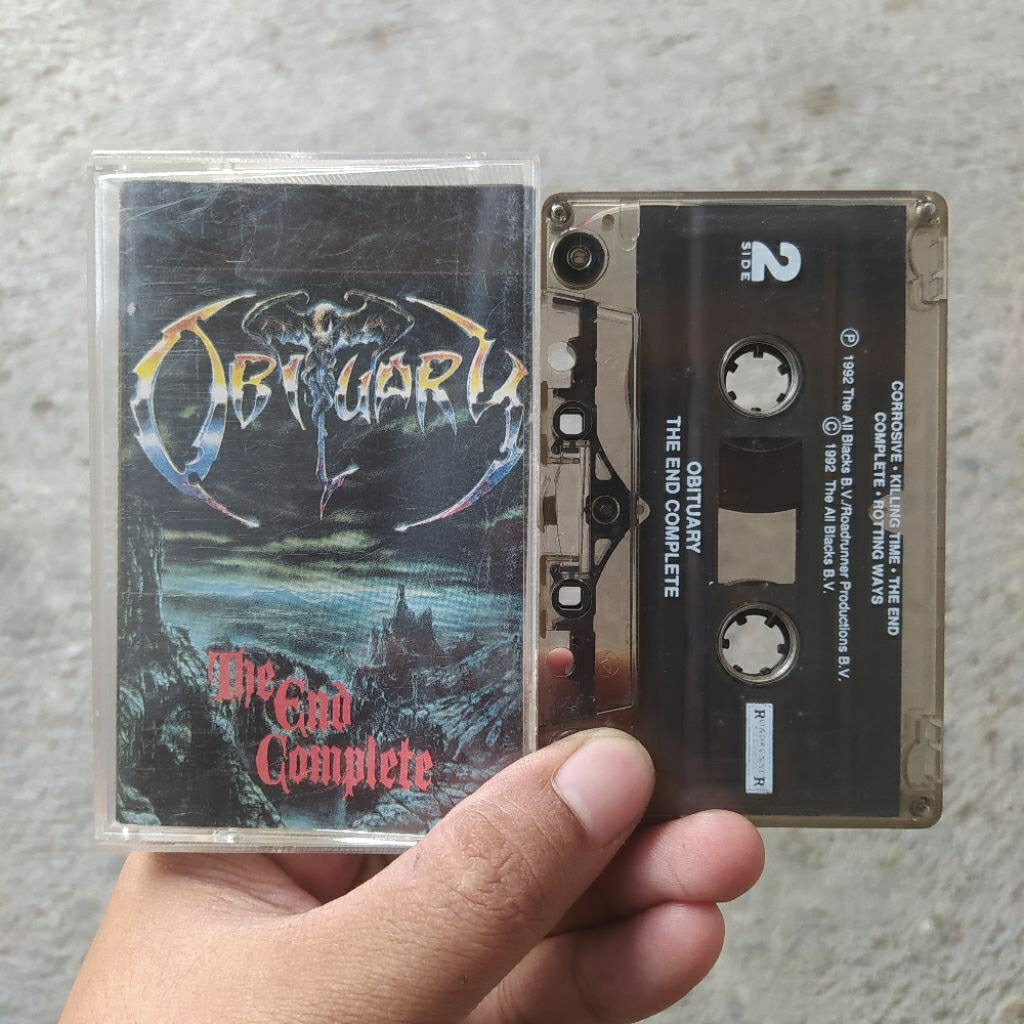 OBITUARY
The
End
Complete
2
SIDE
CORROSIVE • KILLING TIME • THE END
COMPLETE • ROTTING WAYS
Ⓟ 1992 The All Blacks B.V./Roadrunner Productions B.V.
© 1992 The All Blacks B.V.
OBITUARY
THE END COMPLETE
ROADRUNNER